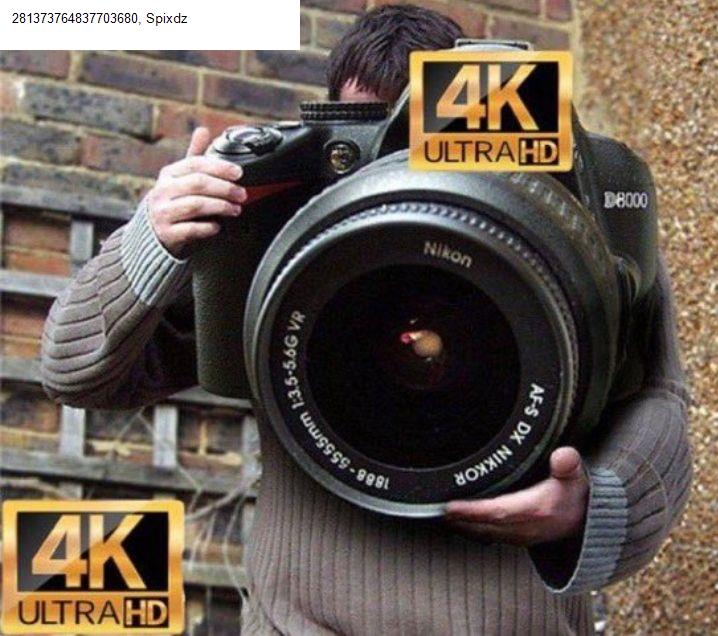 281373764837703680, Spixdz
4K
ULTRA HD
D8000
Nikon
1888-5555mm 1:3.5-5.6G VR
AF-S DX NIKKOR
4K
ULTRA HD